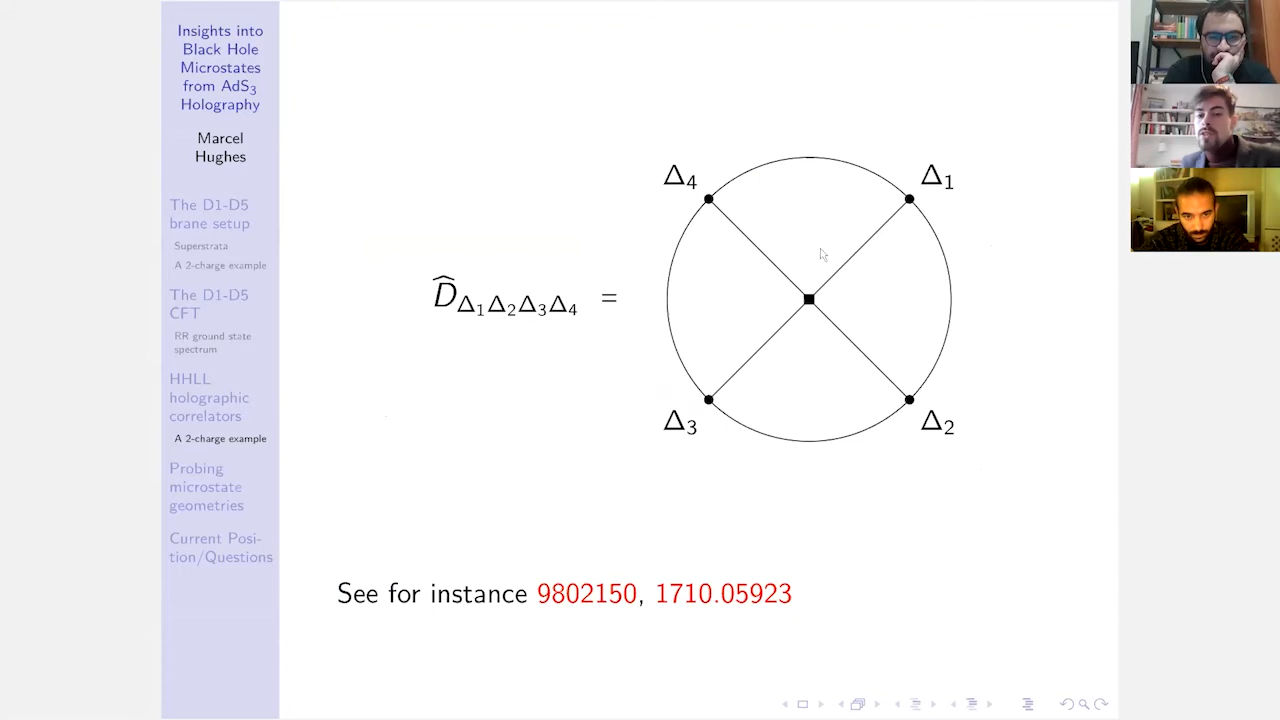 Insights into
Black Hole
Microstates
from AdS₃
Holography
Marcel
Hughes
The D1-D5
brane setup
Superstrata
A 2-charge example
The D1-D5
CFT
RR ground state
spectrum
HHLL
holographic
correlators
A 2-charge example
Probing
microstate
geometries
Current Posi-
tion/Questions
Δ₄ Δ₁
D̂_Δ₁Δ₂Δ₃Δ₄ =
Δ₃ Δ₂
See for instance 9802150, 1710.05923